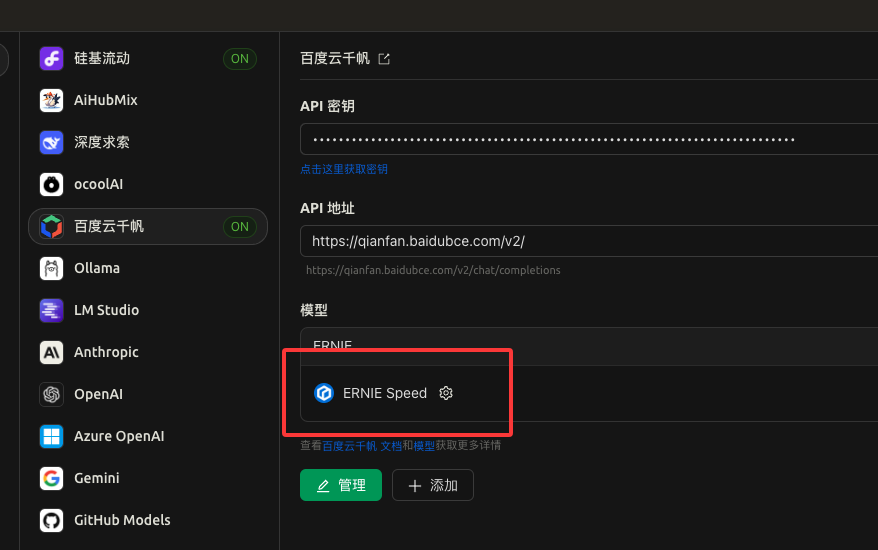 硅基流动 ON
AiHubMix
深度求索
ocoolAI
百度云千帆 ON
Ollama
LM Studio
Anthropic
OpenAI
Azure OpenAI
Gemini
GitHub Models
百度云千帆
API 密钥
点击这里获取密钥
API 地址
https://qianfan.baidubce.com/v2/
https://qianfan.baidubce.com/v2/chat/completions
模型
ERNIE
ERNIE Speed
查看百度云千帆 文档和模型获取更多详情
管理
添加